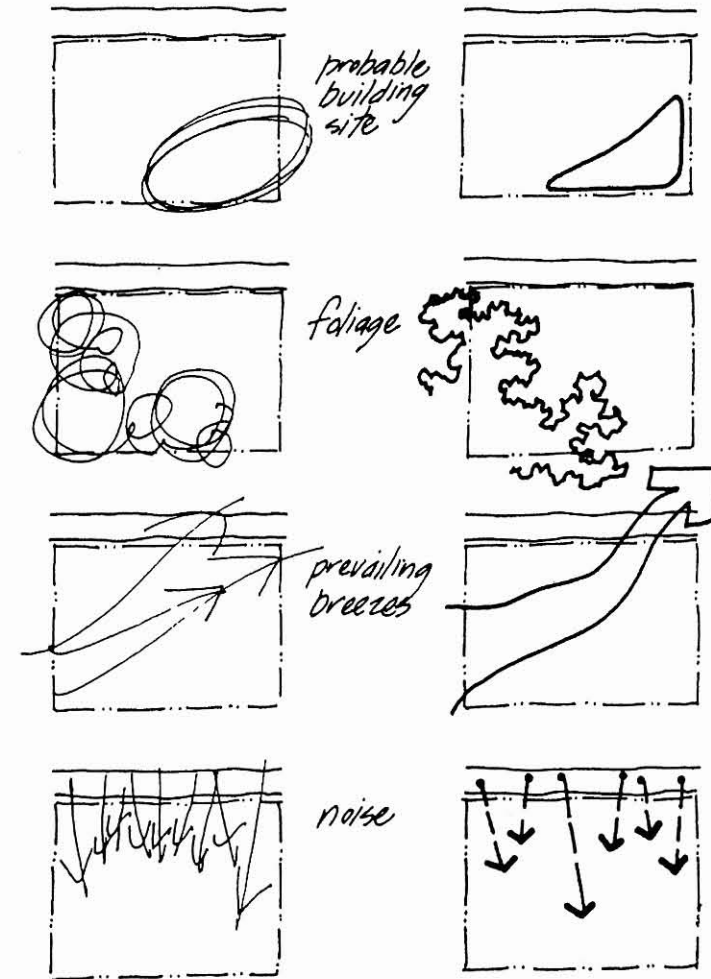 probable
building
site
foliage
prevailing
breezes
noise